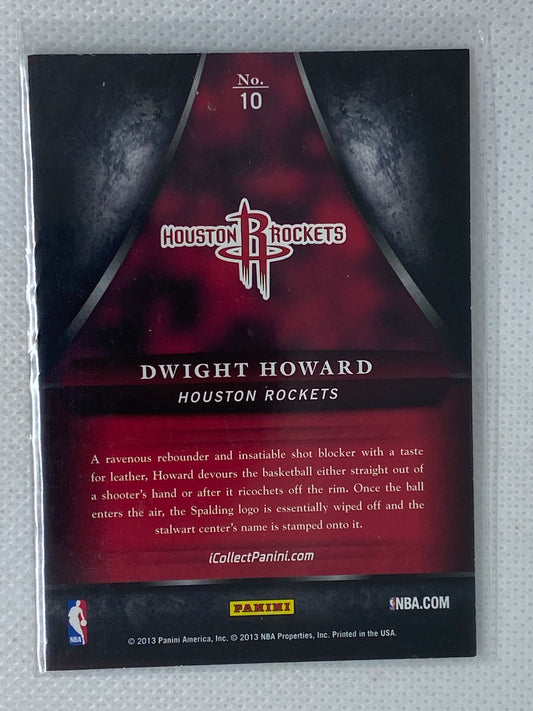 No.
10
HOUSTON R ROCKETS
DWIGHT HOWARD
HOUSTON ROCKETS
A ravenous rebounder and insatiable shot blocker with a taste
for leather, Howard devours the basketball either straight out of
a shooter's hand or after it ricochets off the rim. Once the ball
enters the air, the Spalding logo is essentially wiped off and the
stalwart center's name is stamped onto it.
iCollectPanini.com
PANINI
NBA.COM
NBA
© 2013 Panini America, Inc. © 2013 NBA Properties, Inc. Printed in the USA.